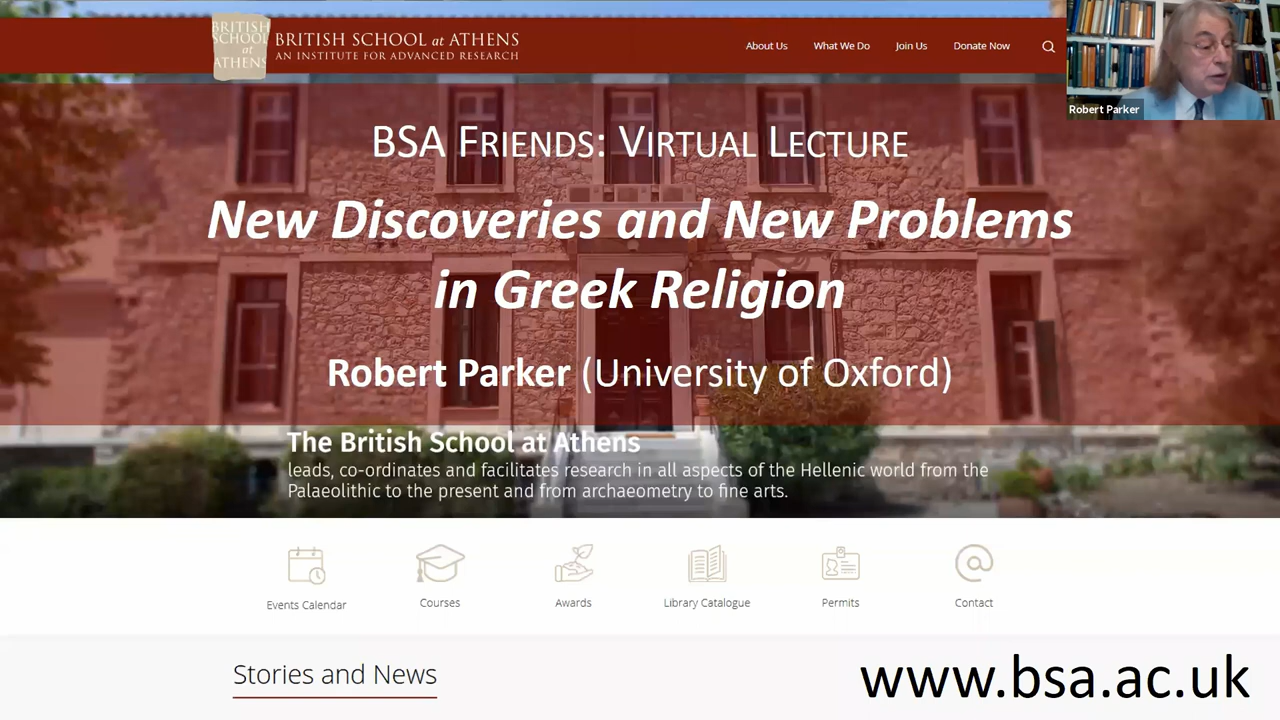 BRITISH
SCHOOL
at
ATHENS
BRITISH SCHOOL at ATHENS
AN INSTITUTE FOR ADVANCED RESEARCH
About Us
What We Do
Join Us
Donate Now
Robert Parker
BSA FRIENDS: VIRTUAL LECTURE
New Discoveries and New Problems
in Greek Religion
Robert Parker (University of Oxford)
The British School at Athens
leads, co-ordinates and facilitates research in all aspects of the Hellenic world from the
Palaeolithic to the present and from archaeometry to fine arts.
Events Calendar
Courses
Awards
Library Catalogue
Permits
Contact
Stories and News
www.bsa.ac.uk